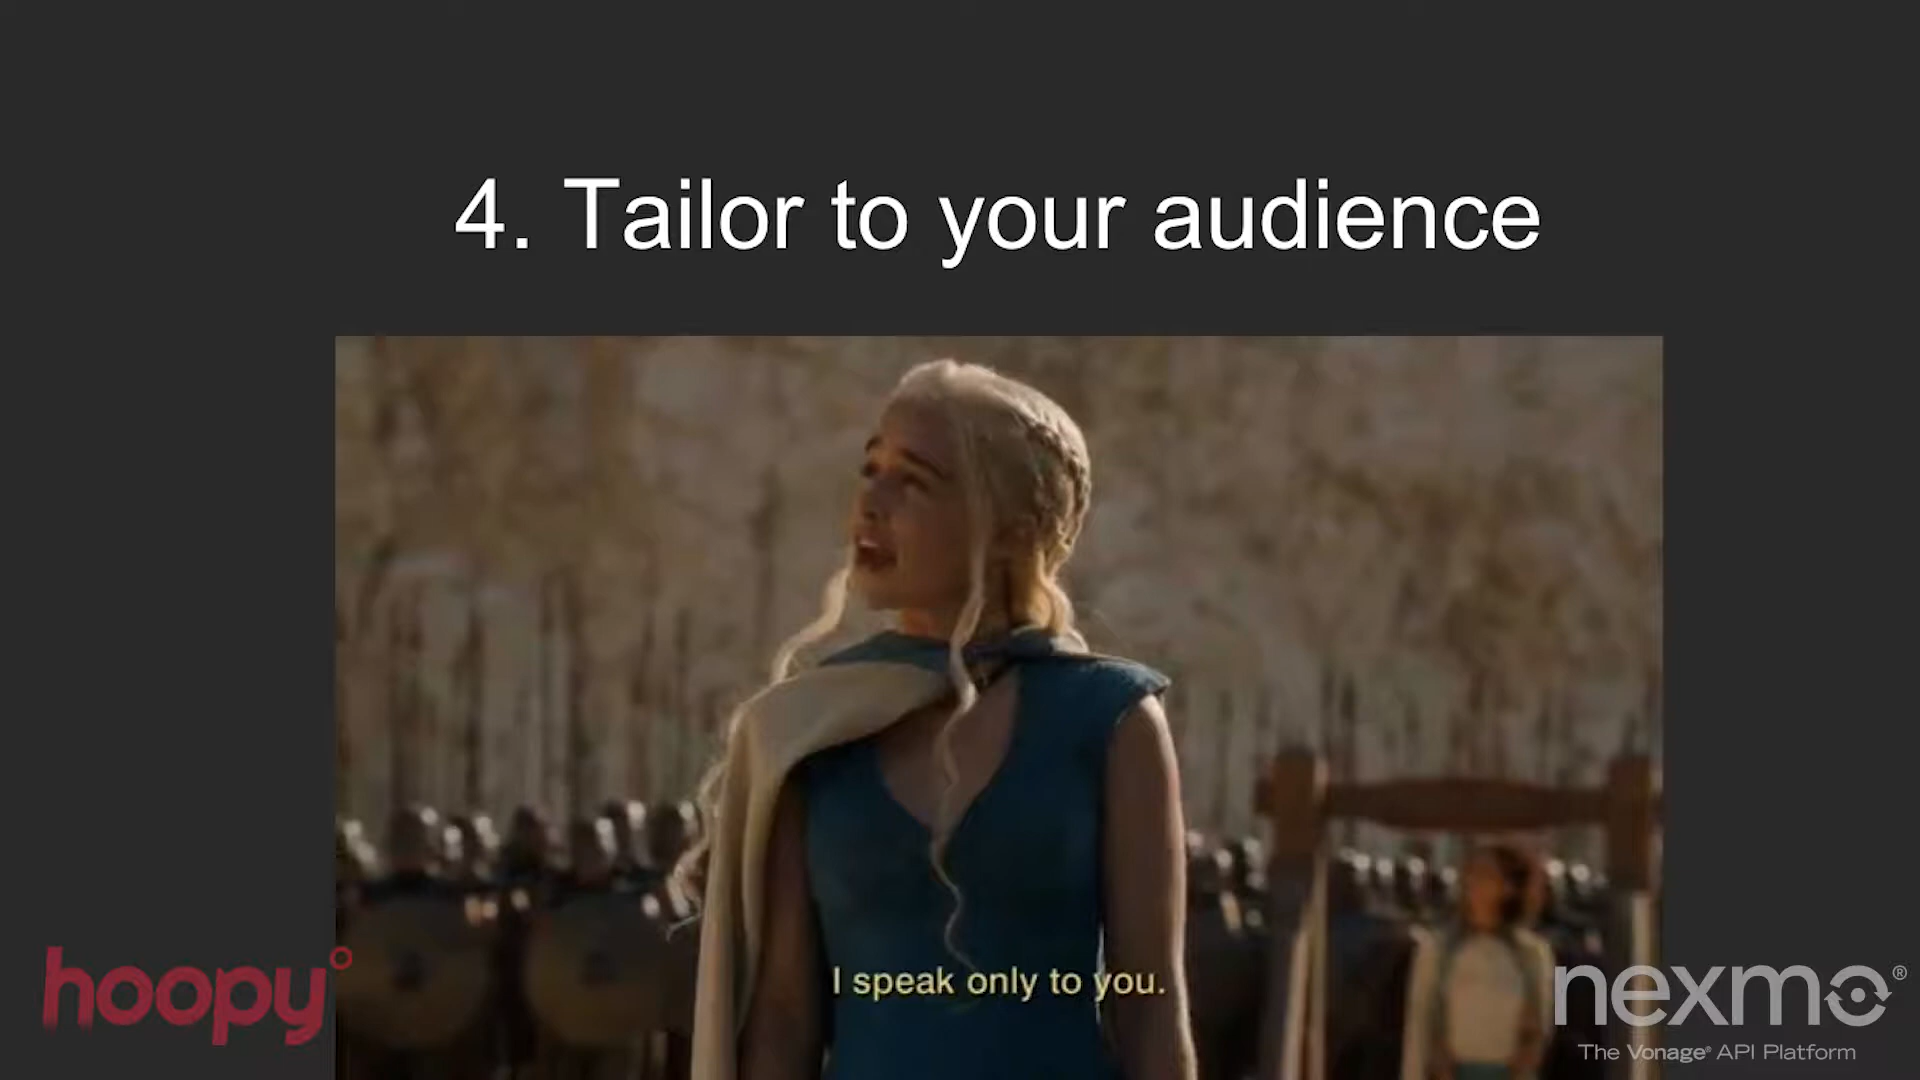 4. Tailor to your audience
I speak only to you.
hoopy
nexmo®
The Vonage® API Platform